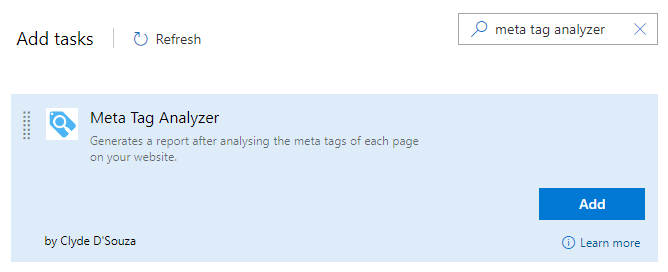 Add tasks
Refresh
meta tag analyzer
Meta Tag Analyzer
Generates a report after analysing the meta tags of each page
on your website.
Add
by Clyde D'Souza
Learn more